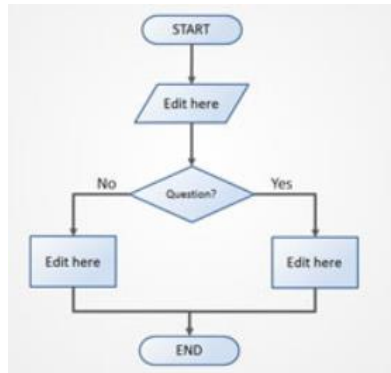 START
Edit here
No
Question?
Yes
Edit here
Edit here
END